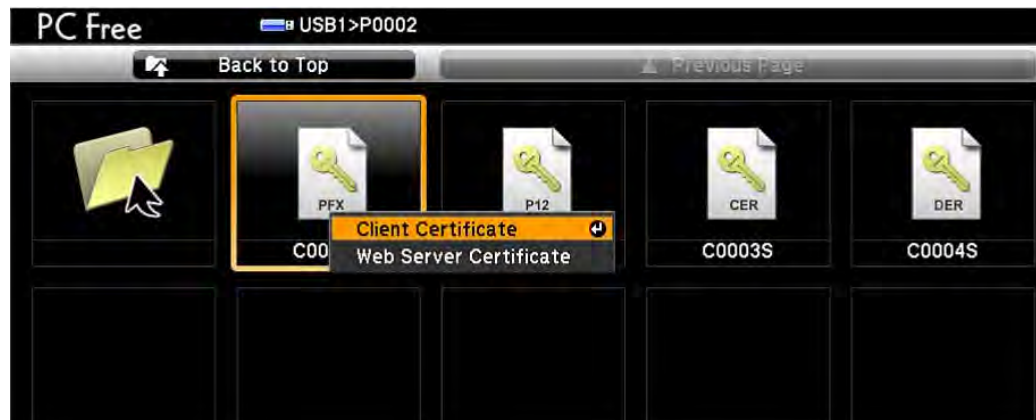 PC Free
USB1>P0002
Back to Top
Previous Page
PFX
P12
CER
DER
Client Certificate
Web Server Certificate
C00
C0003S
C0004S